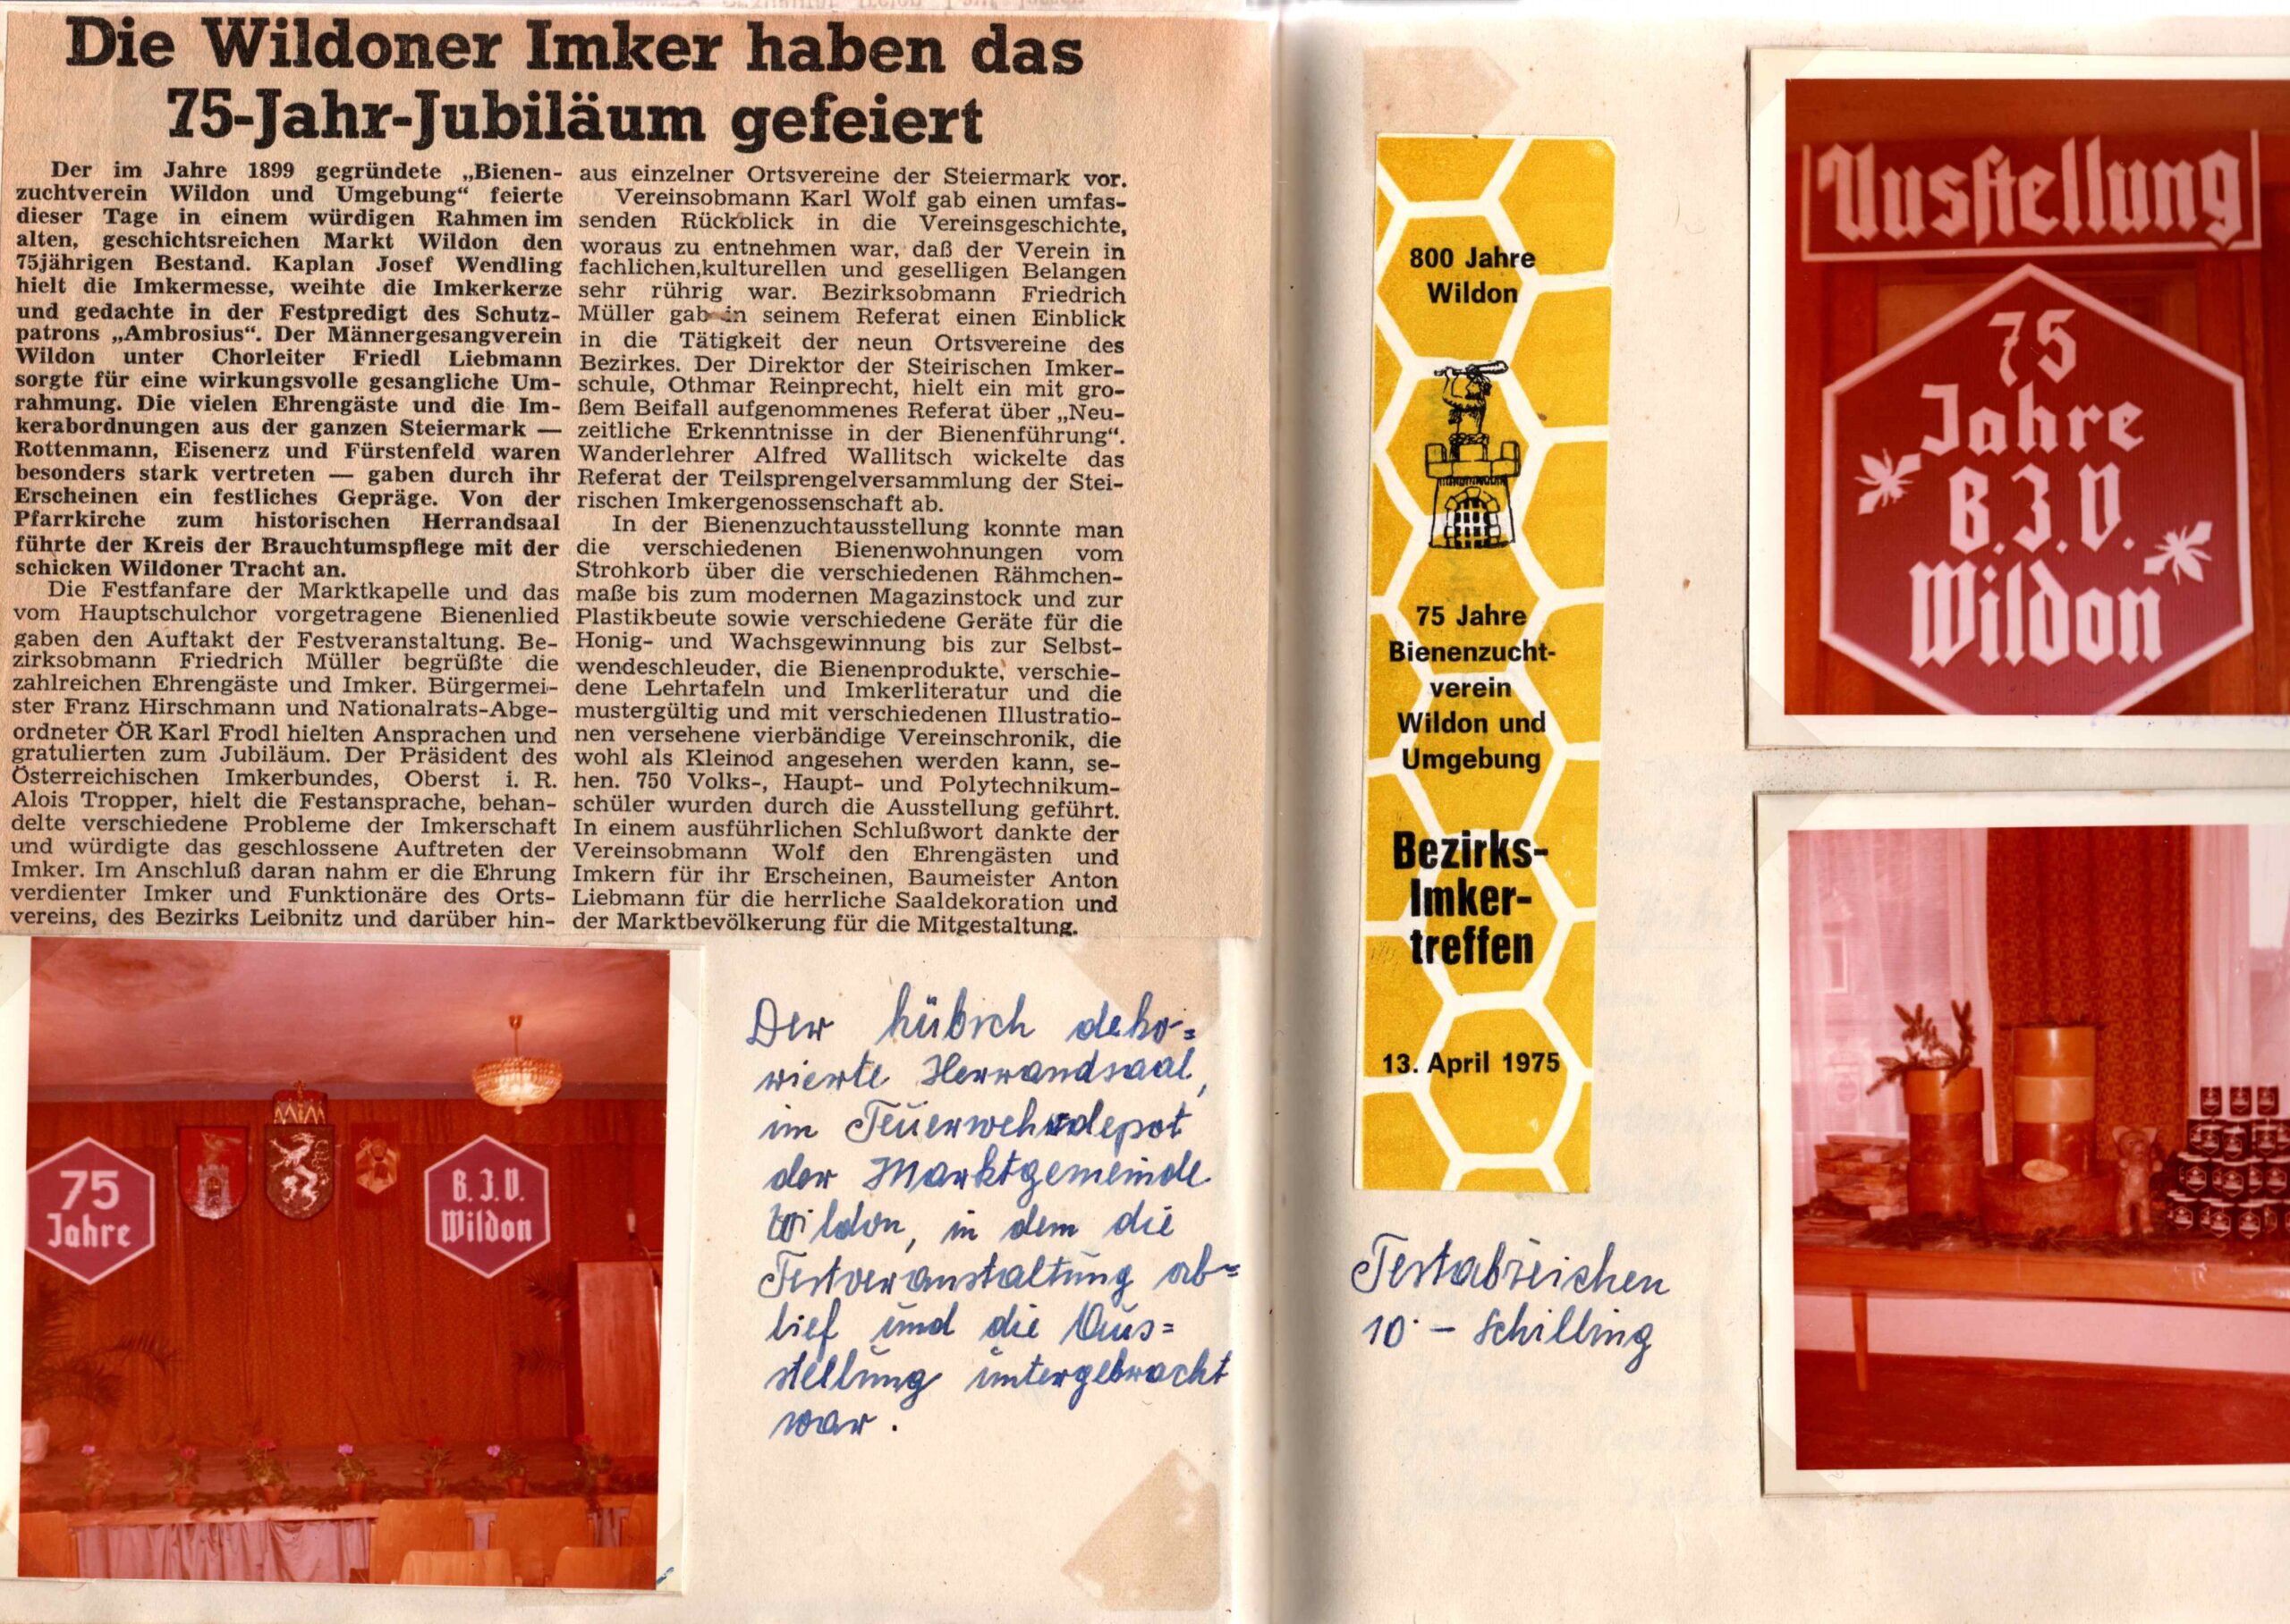 Die Wildoner Imker haben das
75-Jahr-Jubiläum gefeiert
Der im Jahre 1899 gegründete „Bienen-
zuchtverein Wildon und Umgebung“ feierte
dieser Tage in einem würdigen Rahmen im
alten, geschichtsreichen Markt Wildon den
75jährigen Bestand. Kaplan Josef Wendling
hielt die Imkermesse, weihte die Imkerkerze
und gedachte in der Festpredigt des Schutz-
patrons „Ambrosius“. Der Männergesangverein
Wildon unter Chorleiter Friedl Liebmann
sorgte für eine wirkungsvolle gesangliche Um-
rahmung. Die vielen Ehrengäste und die Im-
kerabordnungen aus der ganzen Steiermark —
Rottenmann, Eisenerz und Fürstenfeld waren
besonders stark vertreten — gaben durch ihr
Erscheinen ein festliches Gepräge. Von der
Pfarrkirche zum historischen Herrandsaal
führte der Kreis der Brauchtumspflege mit der
schicken Wildoner Tracht an.
Die Festfanfare der Marktkapelle und das
vom Hauptschulchor vorgetragene Bienenlied
gaben den Auftakt der Festveranstaltung. Be-
zirksobmann Friedrich Müller begrüßte die
zahlreichen Ehrengäste und Imker. Bürgermei-
ster Franz Hirschmann und Nationalrats-Abge-
ordneter ÖR Karl Frodl hielten Ansprachen und
gratulierten zum Jubiläum. Der Präsident des
Österreichischen Imkerbundes, Oberst i. R.
Alois Tropper, hielt die Festansprache, behan-
delte verschiedene Probleme der Imkerschaft
und würdigte das geschlossene Auftreten der
Imker. Im Anschluß daran nahm er die Ehrung
verdienter Imker und Funktionäre des Orts-
vereins, des Bezirks Leibnitz und darüber hin-
aus einzelner Ortsvereine der Steiermark vor.
Vereinsobmann Karl Wolf gab einen umfas-
senden Rückblick in die Vereinsgeschichte,
woraus zu entnehmen war, daß der Verein in
fachlichen,kulturellen und geselligen Belangen
sehr rührig war. Bezirksobmann Friedrich
Müller gab in seinem Referat einen Einblick
in die Tätigkeit der neun Ortsvereine des
Bezirkes. Der Direktor der Steirischen Imker-
schule, Othmar Reinprecht, hielt ein mit gro-
ßem Beifall aufgenommenes Referat über „Neu-
zeitliche Erkenntnisse in der Bienenführung“.
Wanderlehrer Alfred Wallitsch wickelte das
Referat der Teilsprengelversammlung der Stei-
rischen Imkergenossenschaft ab.
In der Bienenzuchtausstellung konnte man
die verschiedenen Bienenwohnungen vom
Strohkorb über die verschiedenen Rähmchen-
maße bis zum modernen Magazinstock und zur
Plastikbeute sowie verschiedene Geräte für die
Honig- und Wachsgewinnung bis zur Selbst-
wendeschleuder, die Bienenprodukte, verschie-
dene Lehrtafeln und Imkerliteratur und die
mustergültig und mit verschiedenen Illustratio-
nen versehene vierbändige Vereinschronik, die
wohl als Kleinod angesehen werden kann, se-
hen. 750 Volks-, Haupt- und Polytechnikum-
schüler wurden durch die Ausstellung geführt.
In einem ausführlichen Schlußwort dankte der
Vereinsobmann Wolf den Ehrengästen und
Imkern für ihr Erscheinen, Baumeister Anton
Liebmann für die herrliche Saaldekoration und
der Marktbevölkerung für die Mitgestaltung.
75
Jahre
B.I.V.
Wildon
Der hübsch deko=
rierte Herrandsaal,
im Feuerwehrdepot
der Marktgemeinde
Wildon, in dem die
Festveranstaltung ab=
lief und die Aus=
stellung untergebracht
war.
800 Jahre
Wildon
75 Jahre
Bienenzucht-
verein
Wildon und
Umgebung
Bezirks-
Imker-
treffen
13. April 1975
Festabzeichen
10.- Schilling
Ausstellung
75
Jahre
B.I.V.
Wildon